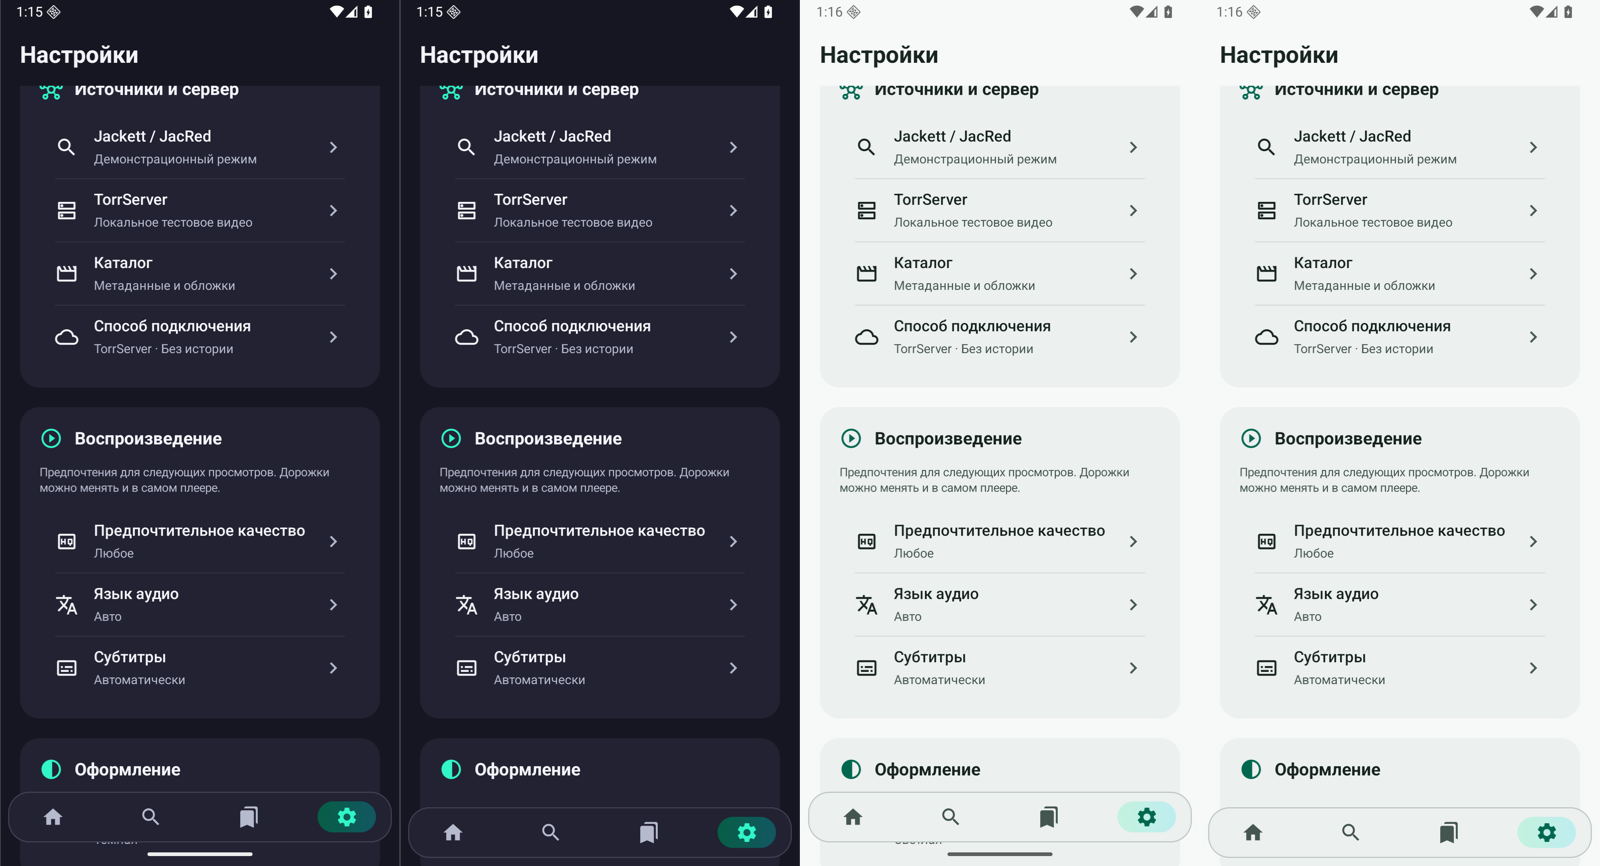 1:15
Настройки
Источники и сервер
Jackett / JacRed
Демонстрационный режим
TorrServer
Локальное тестовое видео
Каталог
Метаданные и обложки
Способ подключения
TorrServer · Без истории
Воспроизведение
Предпочтения для следующих просмотров. Дорожки
можно менять и в самом плеере.
Предпочтительное качество
Любое
Язык аудио
Авто
Субтитры
Автоматически
Оформление
1:15
Настройки
Источники и сервер
Jackett / JacRed
Демонстрационный режим
TorrServer
Локальное тестовое видео
Каталог
Метаданные и обложки
Способ подключения
TorrServer · Без истории
Воспроизведение
Предпочтения для следующих просмотров. Дорожки
можно менять и в самом плеере.
Предпочтительное качество
Любое
Язык аудио
Авто
Субтитры
Автоматически
Оформление
1:16
Настройки
Источники и сервер
Jackett / JacRed
Демонстрационный режим
TorrServer
Локальное тестовое видео
Каталог
Метаданные и обложки
Способ подключения
TorrServer · Без истории
Воспроизведение
Предпочтения для следующих просмотров. Дорожки
можно менять и в самом плеере.
Предпочтительное качество
Любое
Язык аудио
Авто
Субтитры
Автоматически
Оформление
1:16
Настройки
Источники и сервер
Jackett / JacRed
Демонстрационный режим
TorrServer
Локальное тестовое видео
Каталог
Метаданные и обложки
Способ подключения
TorrServer · Без истории
Воспроизведение
Предпочтения для следующих просмотров. Дорожки
можно менять и в самом плеере.
Предпочтительное качество
Любое
Язык аудио
Авто
Субтитры
Автоматически
Оформление